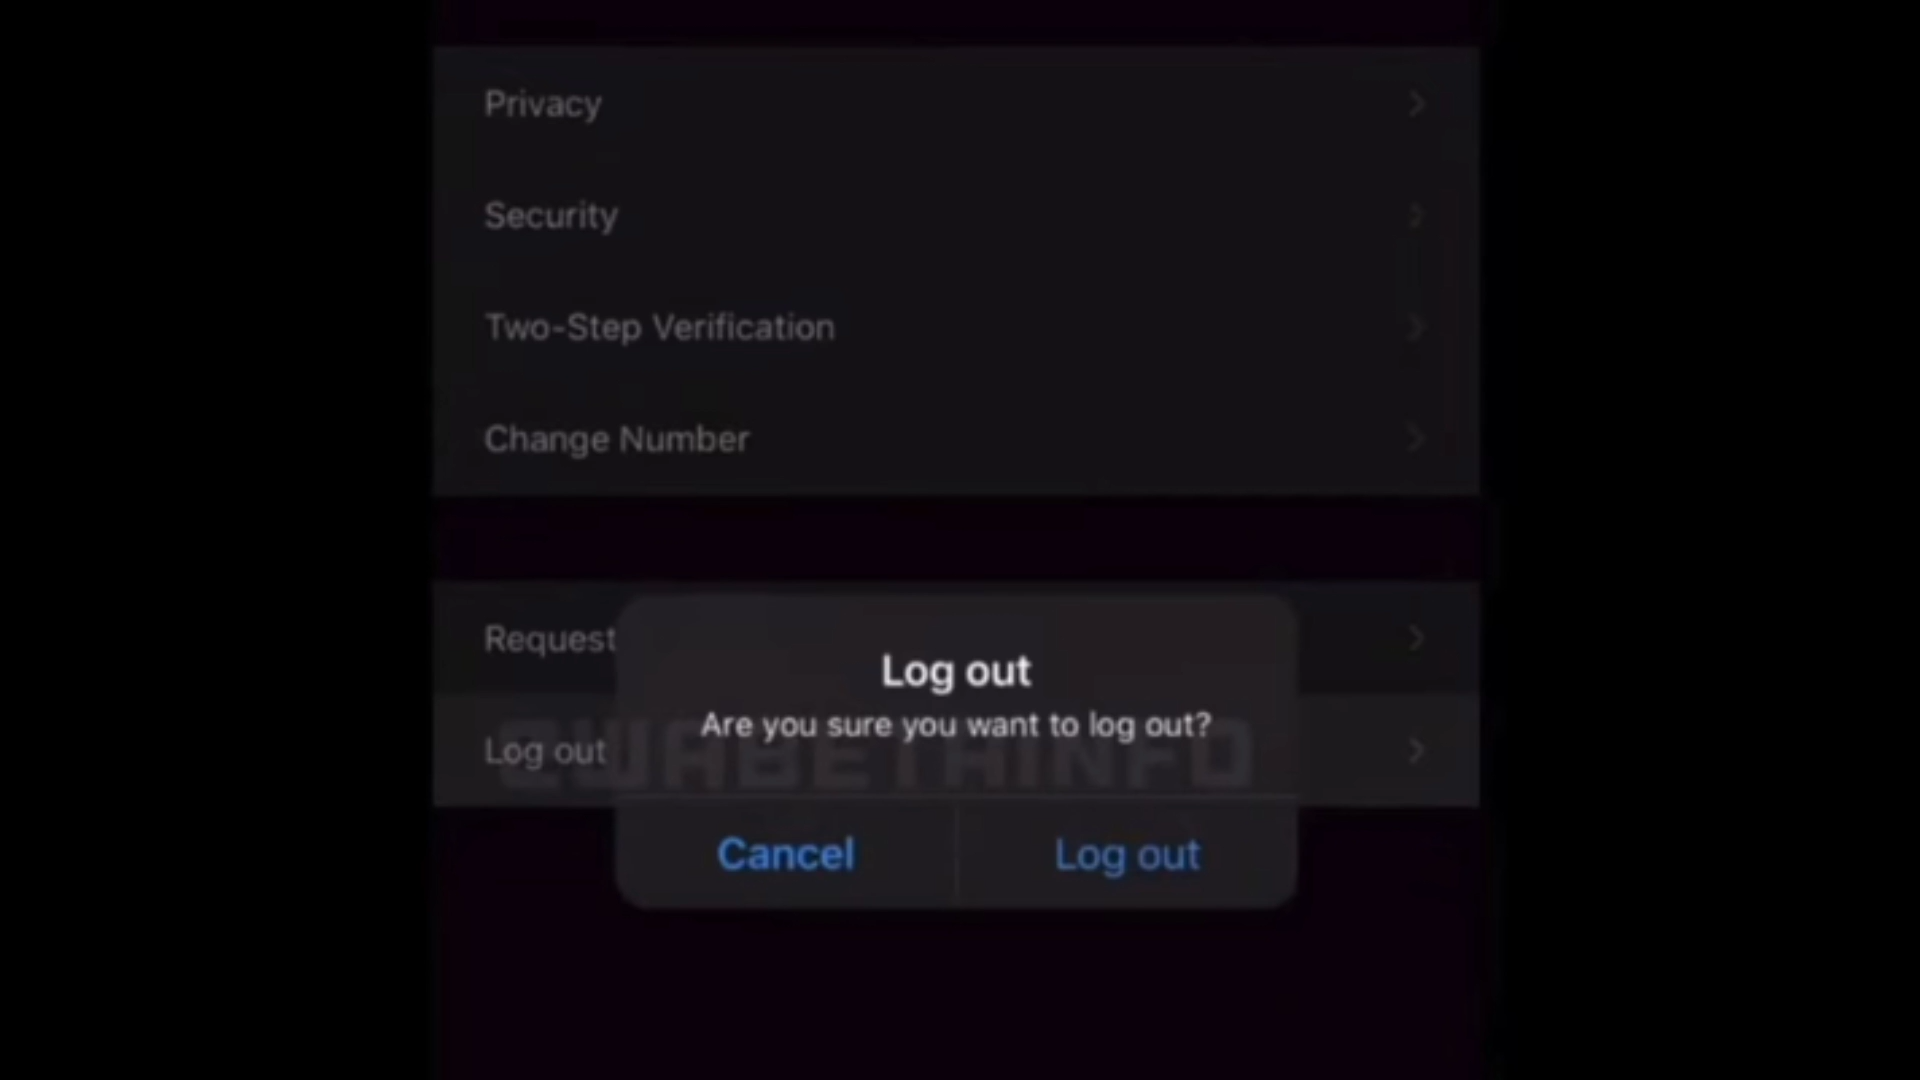 Privacy
Security
Two-Step Verification
Change Number
Request
Log out
Log out
Are you sure you want to log out?
WABETAINFO
Cancel
Log out